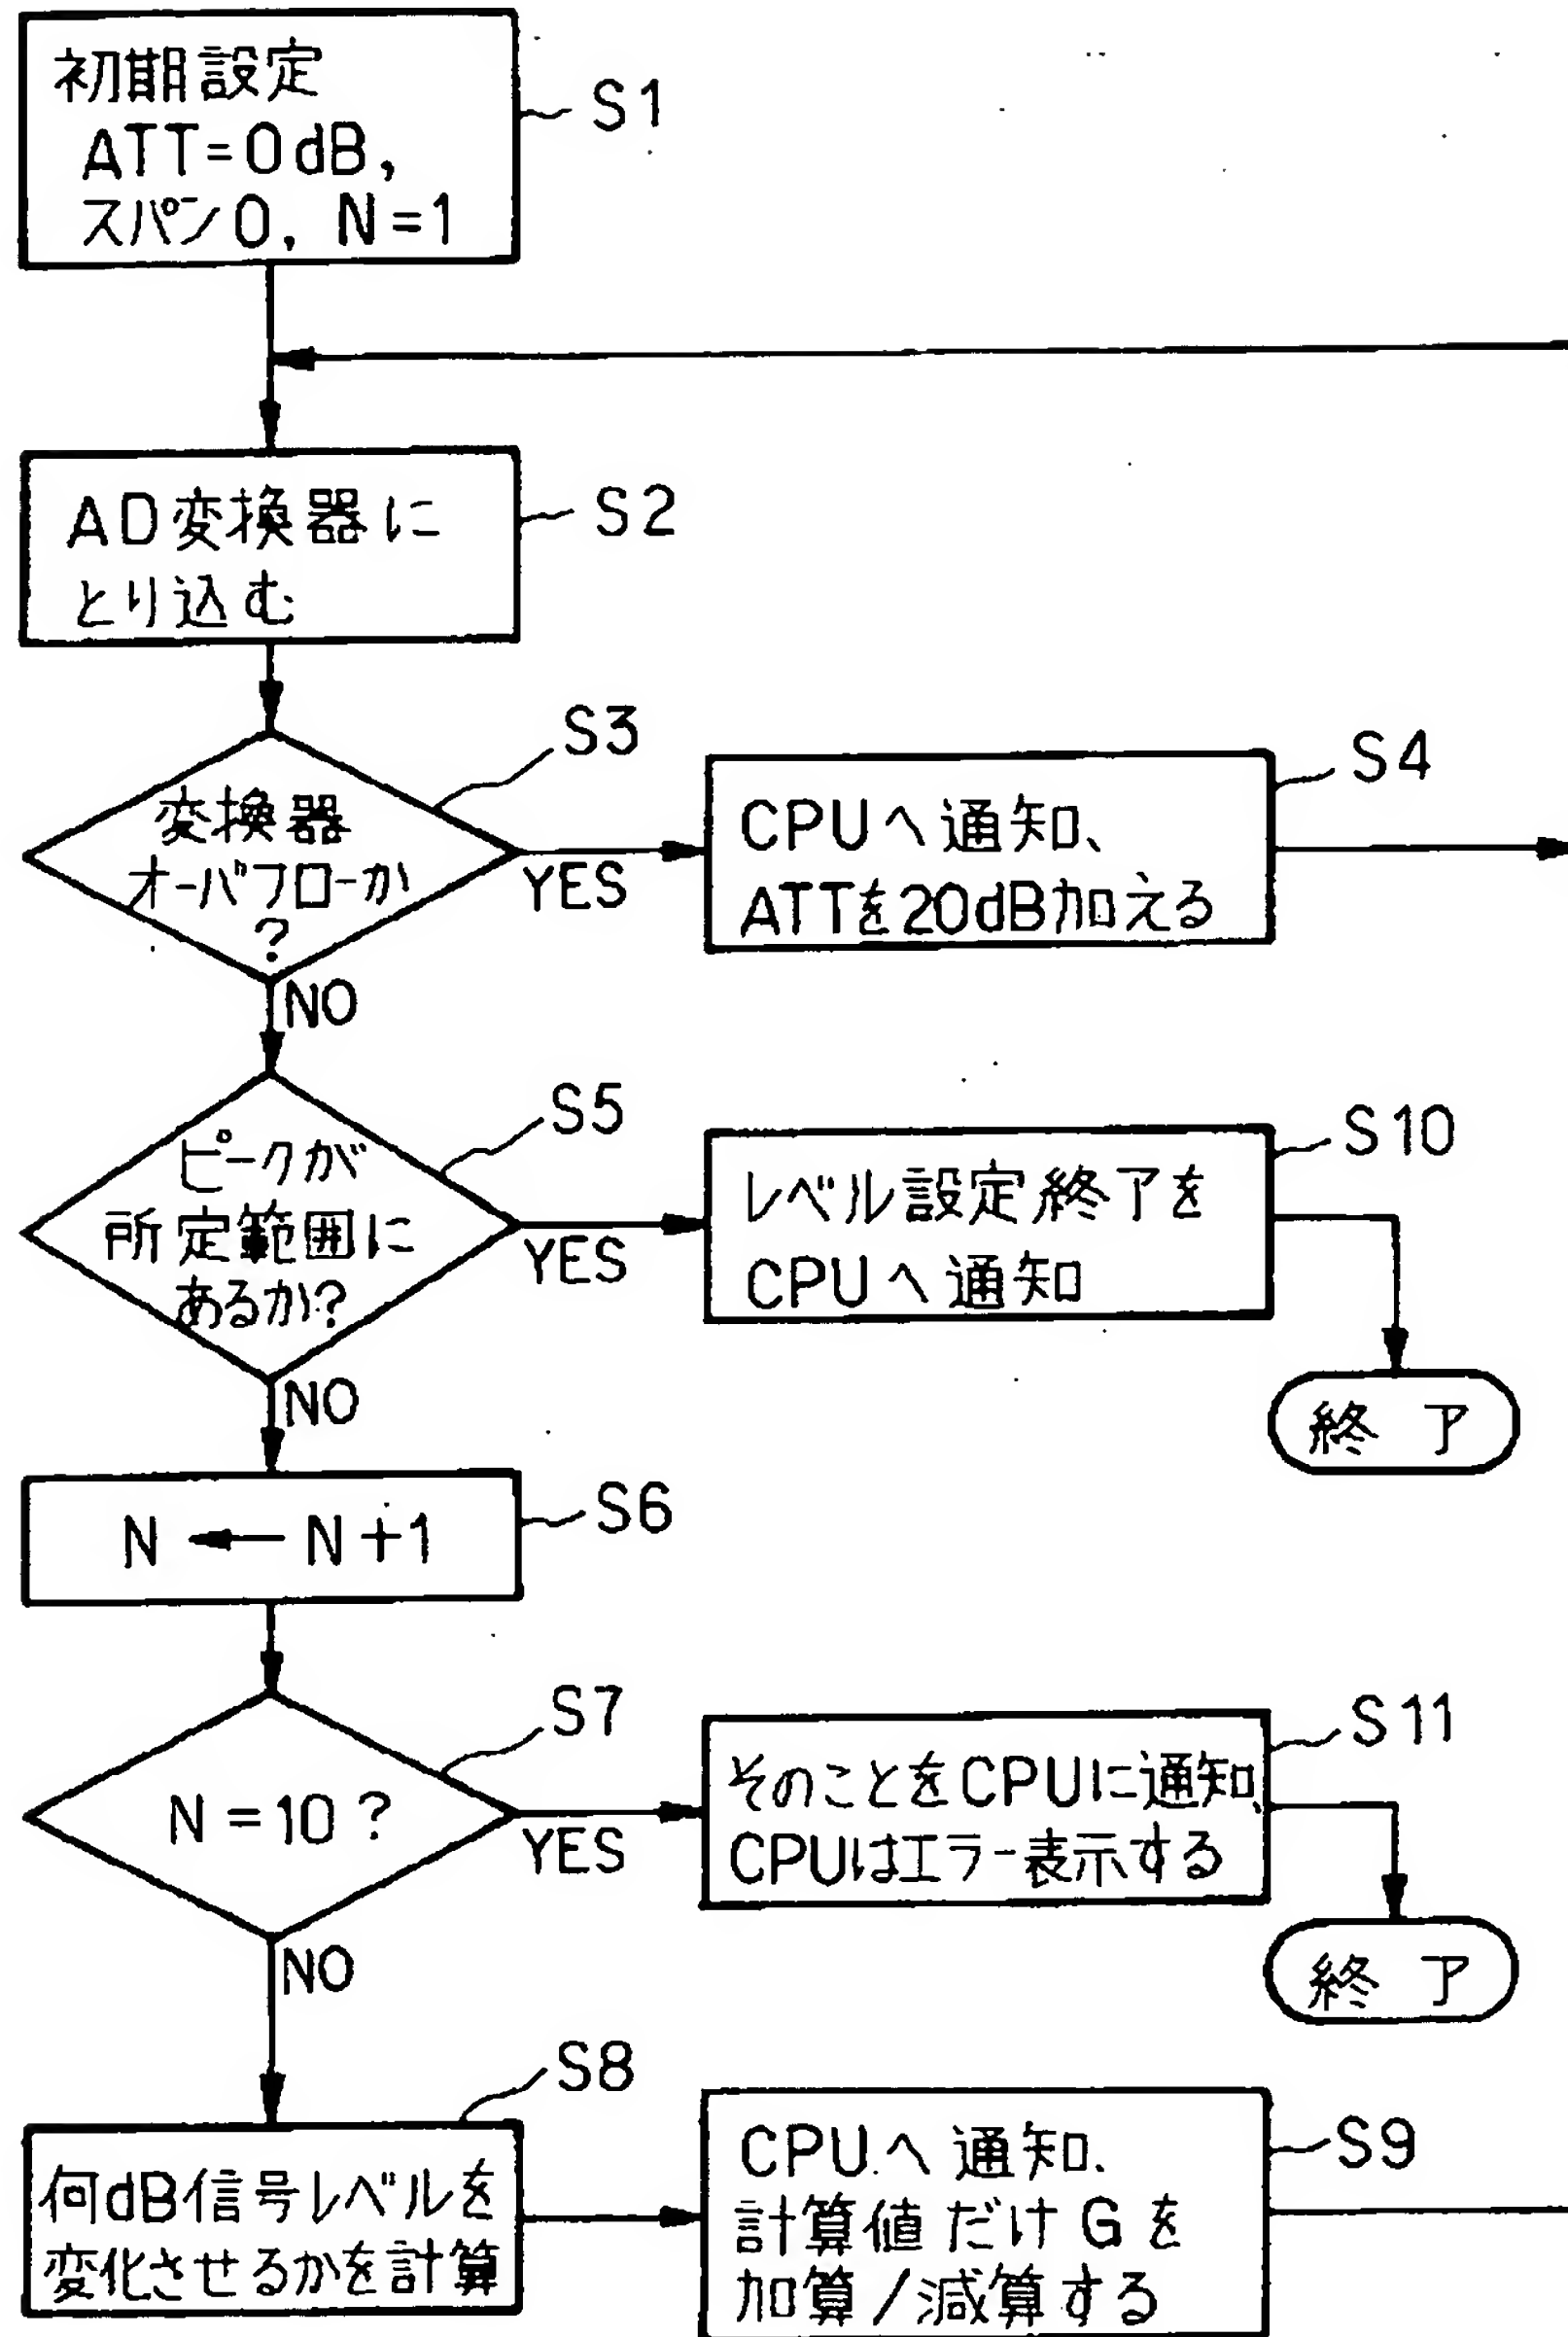 初期設定
ATT=0dB,
スパン0, N=1
S1
AD変換器に
とり込む
S2
変換器
オーバフローか
?
S3
YES
NO
CPUへ通知、
ATTを20dB加える
S4
ピークが
所定範囲に
あるか?
S5
YES
NO
レベル設定終了を
CPUへ通知
S10
終了
N ← N+1
S6
N=10?
S7
YES
NO
そのことをCPUに通知、
CPUはエラー表示する
S11
終了
何dB信号レベルを
変化させるかを計算
S8
CPUへ通知、
計算値だけGを
加算/減算する
S9